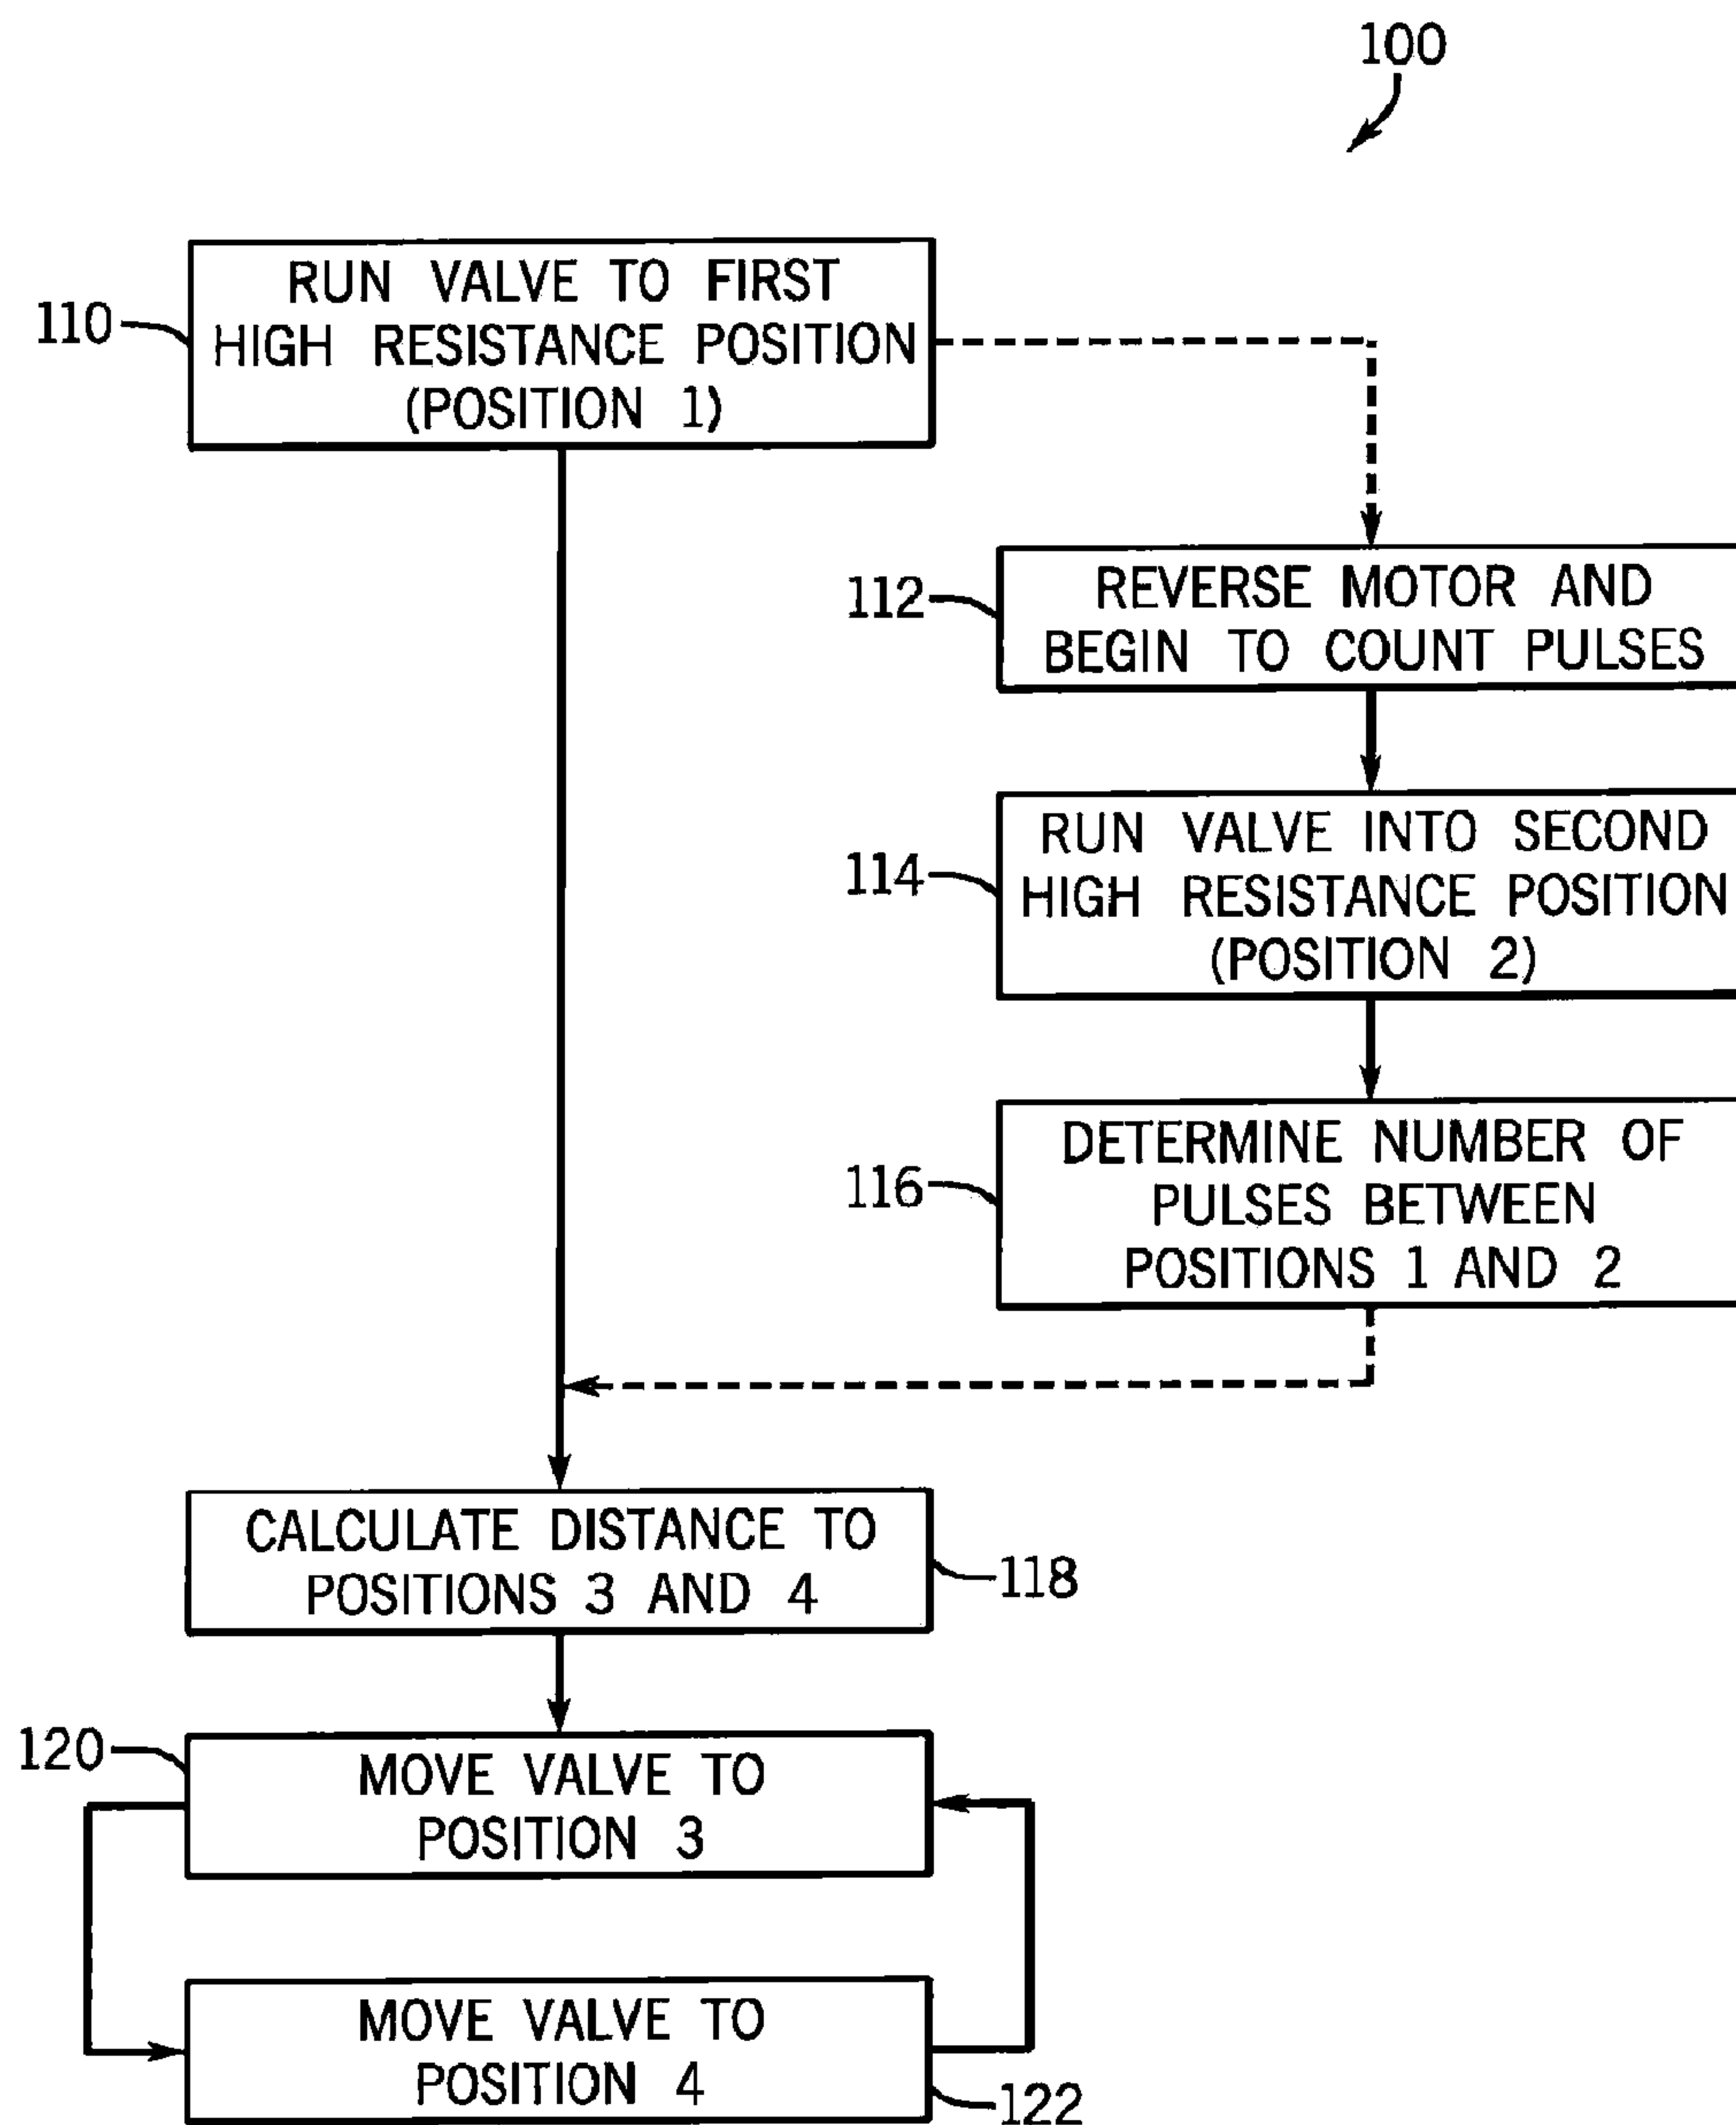 100
110
RUN VALVE TO FIRST
HIGH RESISTANCE POSITION
(POSITION 1)
112
REVERSE MOTOR AND
BEGIN TO COUNT PULSES
114
RUN VALVE INTO SECOND
HIGH RESISTANCE POSITION
(POSITION 2)
116
DETERMINE NUMBER OF
PULSES BETWEEN
POSITIONS 1 AND 2
CALCULATE DISTANCE TO
POSITIONS 3 AND 4
118
120
MOVE VALVE TO
POSITION 3
MOVE VALVE TO
POSITION 4
122